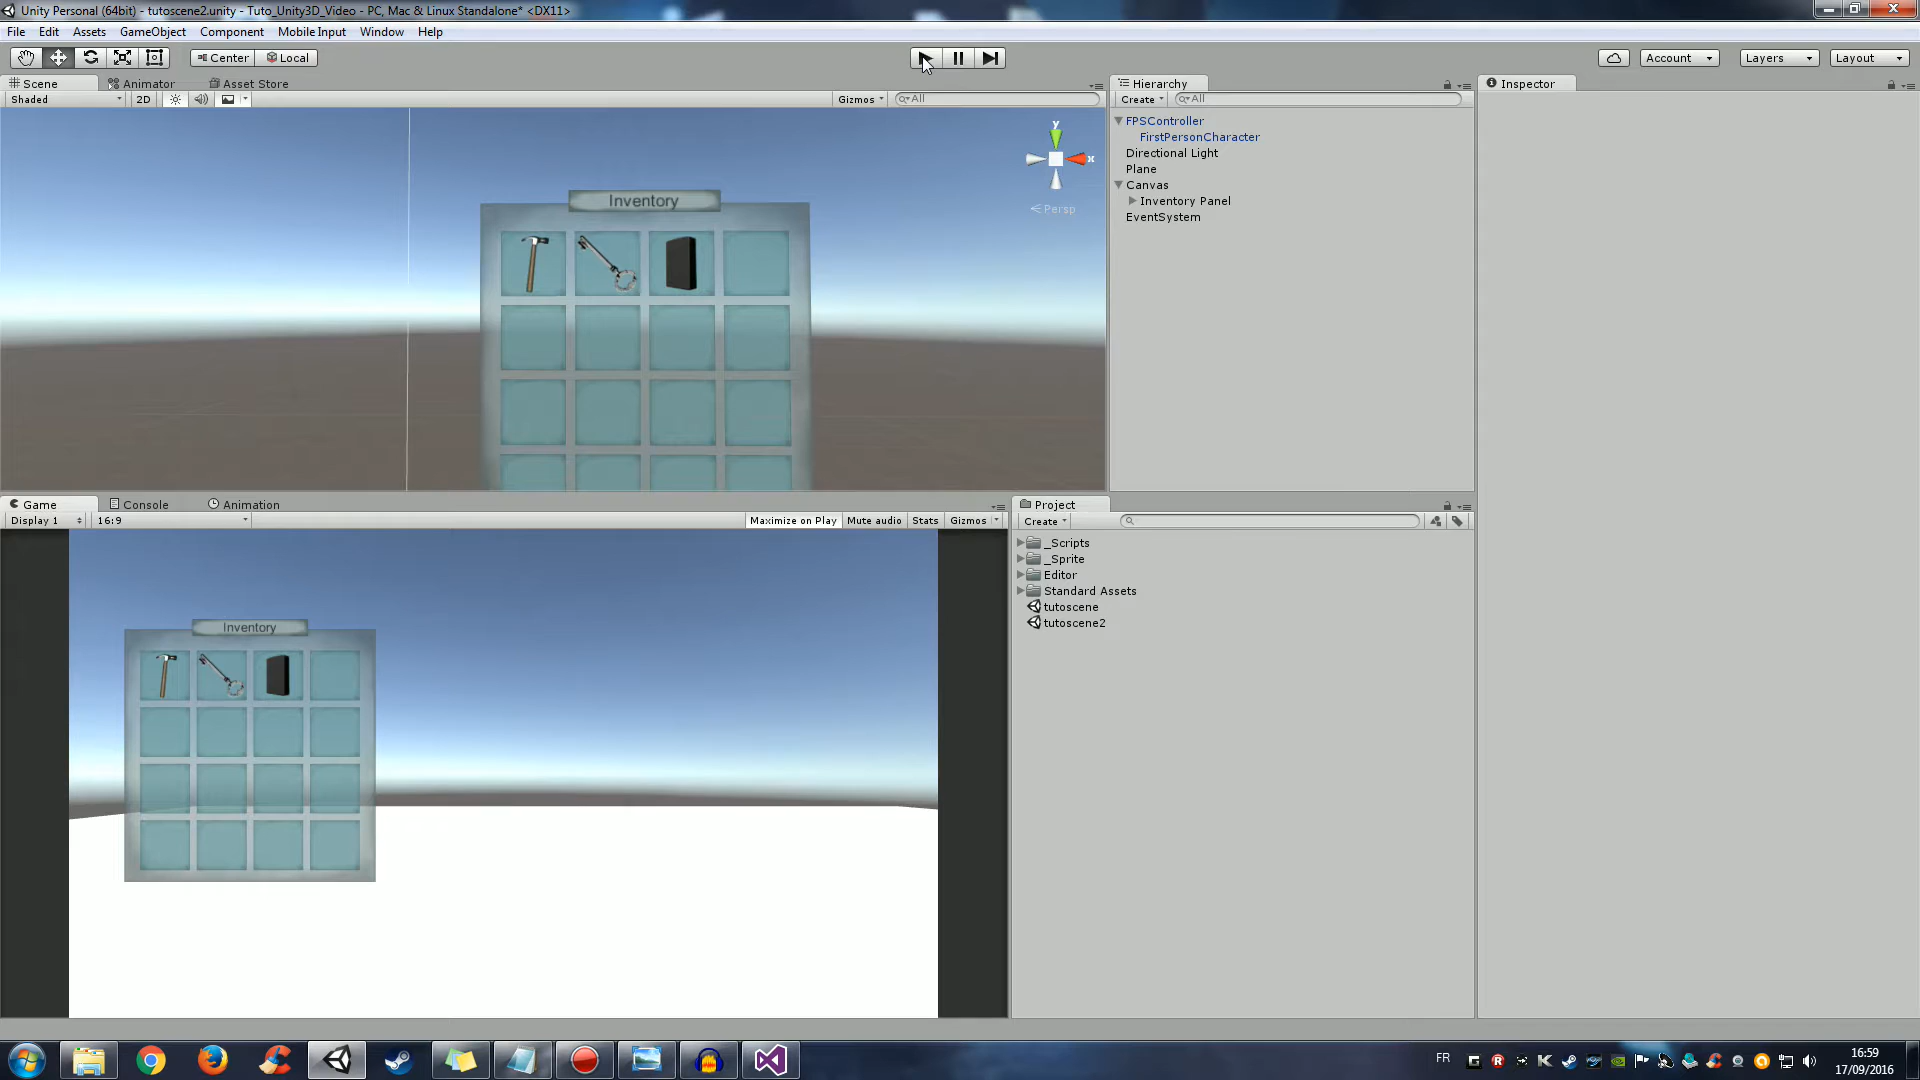 Unity Personal (64bit) - tutoscene2.unity - Tuto_Unity3D_Video - PC, Mac & Linux Standalone* <DX11>
File Edit Assets GameObject Component Mobile Input Window Help
Center Local Account Layers Layout
Scene Animator Asset Store
Shaded 2D Gizmos All
y
x
Persp
Inventory
Hierarchy
Create All
FPSController
FirstPersonCharacter
Directional Light
Plane
Canvas
Inventory Panel
EventSystem
Inspector
Game Console Animation
Display 1 16:9 Maximize on Play Mute audio Stats Gizmos
Inventory
Project
Create
_Scripts
_Sprite
Editor
Standard Assets
tutoscene
tutoscene2
FR
16:59
17/09/2016